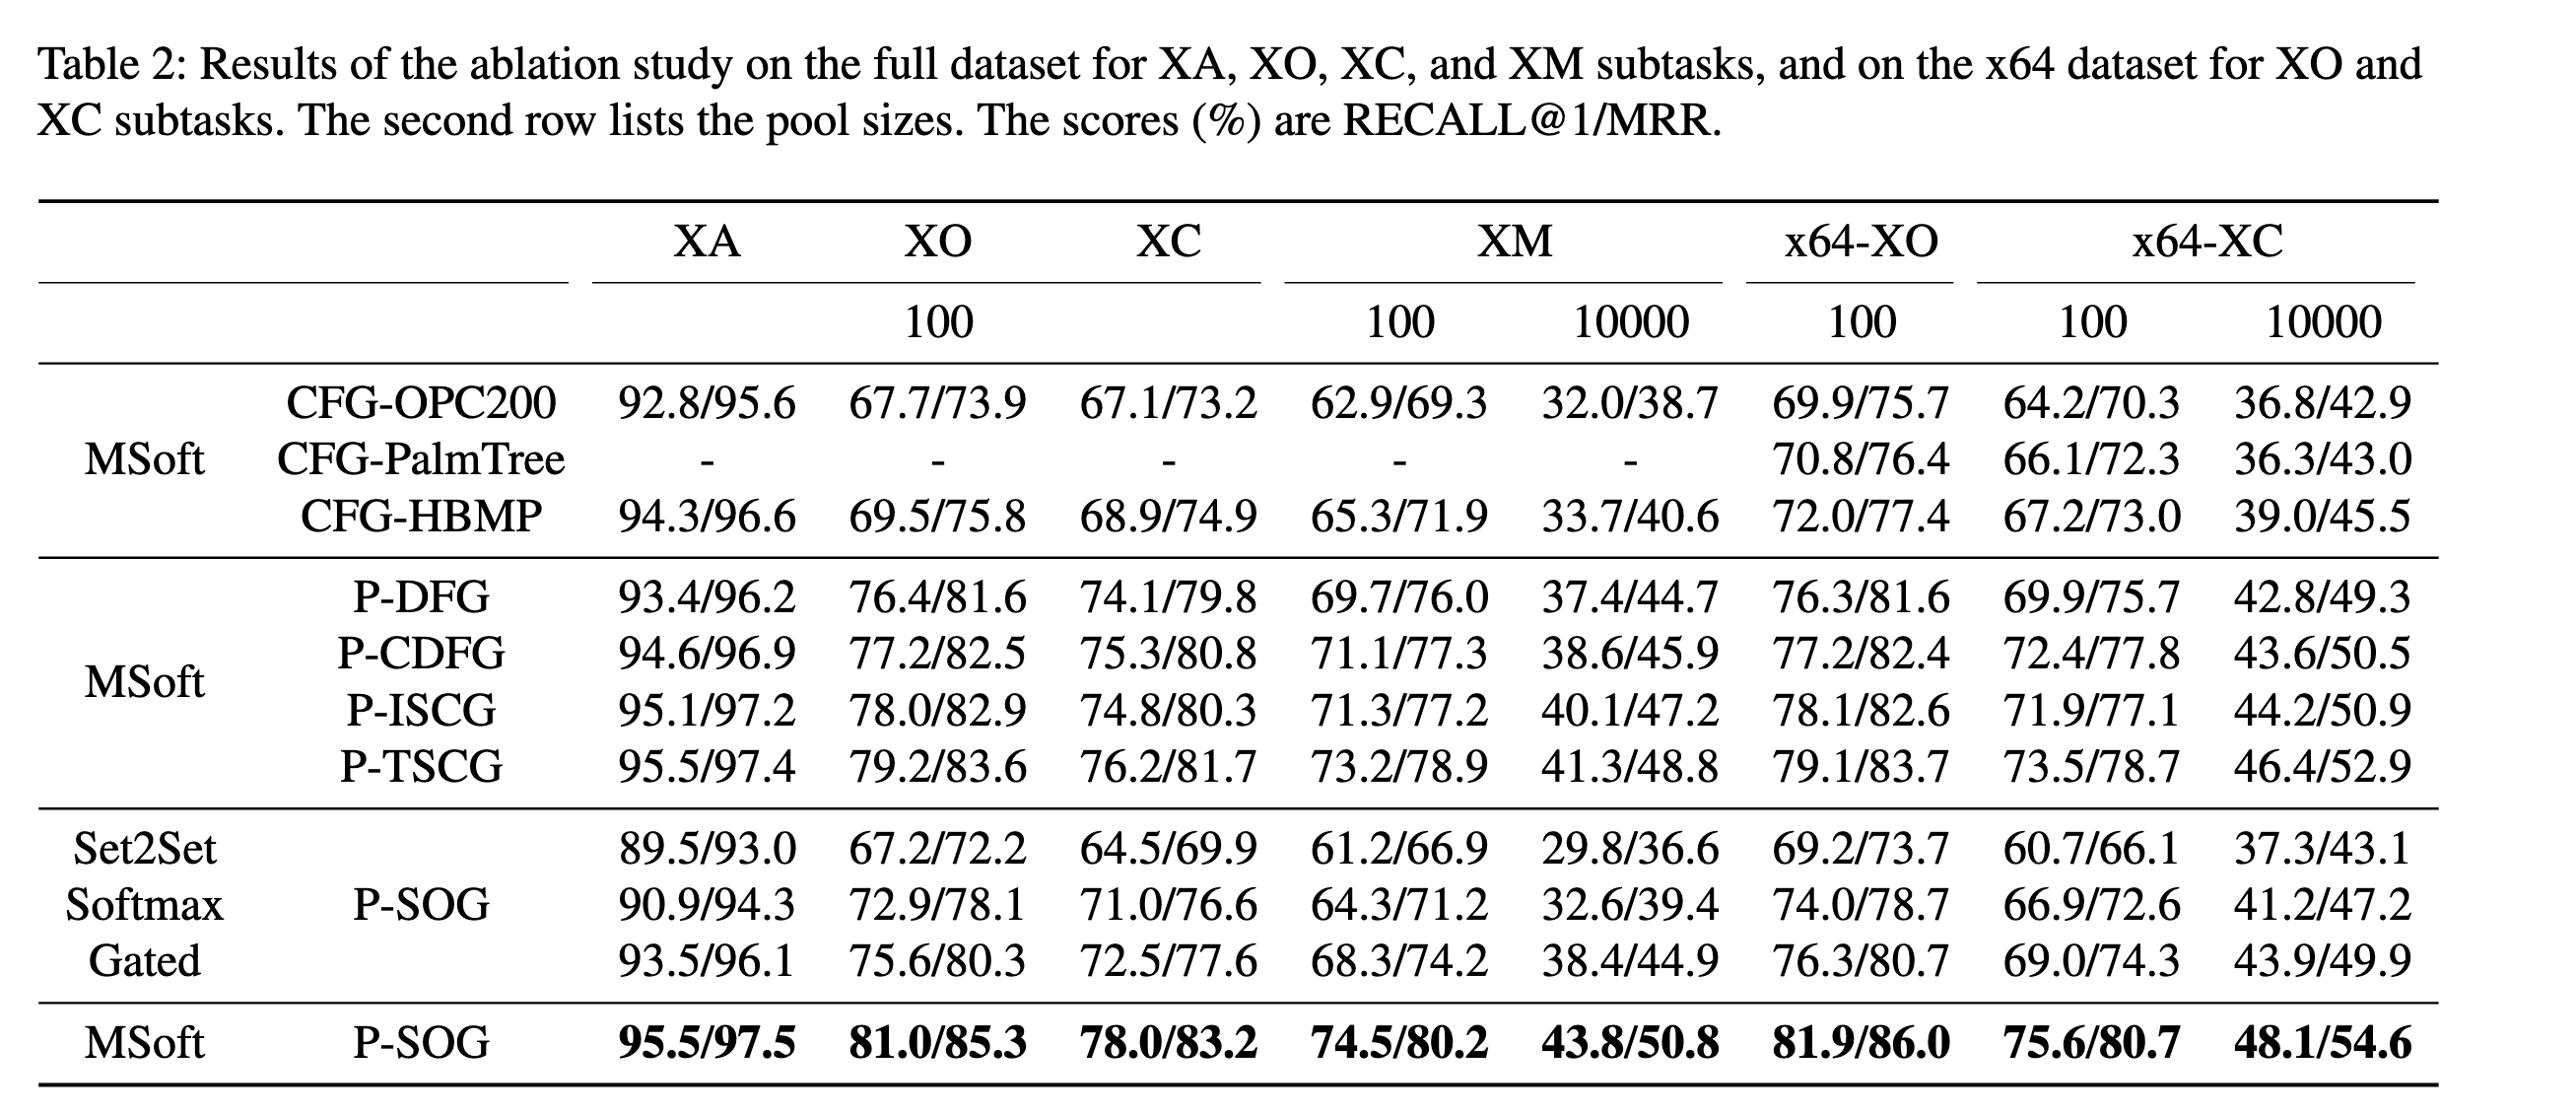 Table 2: Results of the ablation study on the full dataset for XA, XO, XC, and XM subtasks, and on the x64 dataset for XO and
XC subtasks. The second row lists the pool sizes. The scores (%) are RECALL@1/MRR.
XA XO XC XM x64-XO x64-XC
100 100 10000 100 100 10000
CFG-OPC200 92.8/95.6 67.7/73.9 67.1/73.2 62.9/69.3 32.0/38.7 69.9/75.7 64.2/70.3 36.8/42.9
MSoft CFG-PalmTree - - - - - 70.8/76.4 66.1/72.3 36.3/43.0
CFG-HBMP 94.3/96.6 69.5/75.8 68.9/74.9 65.3/71.9 33.7/40.6 72.0/77.4 67.2/73.0 39.0/45.5
P-DFG 93.4/96.2 76.4/81.6 74.1/79.8 69.7/76.0 37.4/44.7 76.3/81.6 69.9/75.7 42.8/49.3
P-CDFG 94.6/96.9 77.2/82.5 75.3/80.8 71.1/77.3 38.6/45.9 77.2/82.4 72.4/77.8 43.6/50.5
MSoft
P-ISCG 95.1/97.2 78.0/82.9 74.8/80.3 71.3/77.2 40.1/47.2 78.1/82.6 71.9/77.1 44.2/50.9
P-TSCG 95.5/97.4 79.2/83.6 76.2/81.7 73.2/78.9 41.3/48.8 79.1/83.7 73.5/78.7 46.4/52.9
Set2Set 89.5/93.0 67.2/72.2 64.5/69.9 61.2/66.9 29.8/36.6 69.2/73.7 60.7/66.1 37.3/43.1
Softmax P-SOG 90.9/94.3 72.9/78.1 71.0/76.6 64.3/71.2 32.6/39.4 74.0/78.7 66.9/72.6 41.2/47.2
Gated 93.5/96.1 75.6/80.3 72.5/77.6 68.3/74.2 38.4/44.9 76.3/80.7 69.0/74.3 43.9/49.9
MSoft P-SOG 95.5/97.5 81.0/85.3 78.0/83.2 74.5/80.2 43.8/50.8 81.9/86.0 75.6/80.7 48.1/54.6